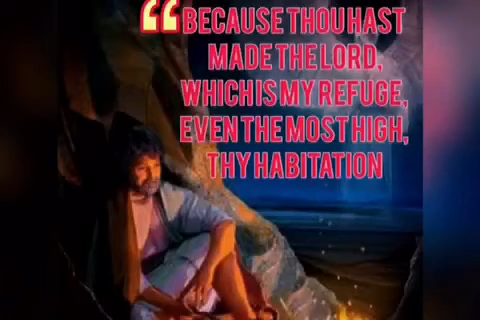 “BECAUSE THOU HAST
MADE THE LORD,
WHICH IS MY REFUGE,
EVEN THE MOST HIGH,
THY HABITATION